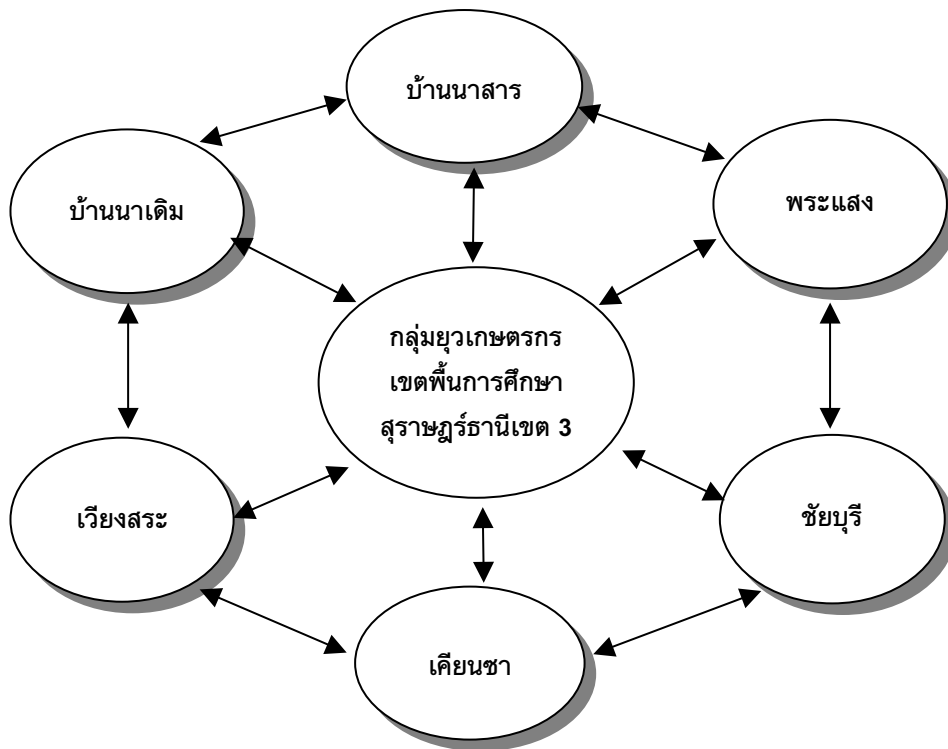 บ้านนาสาร
บ้านนาเดิม
พระแสง
กลุ่มยุวเกษตรกร
เขตพื้นการศึกษา
สุราษฎร์ธานีเขต 3
เวียงสระ
ชัยบุรี
เคียนซา